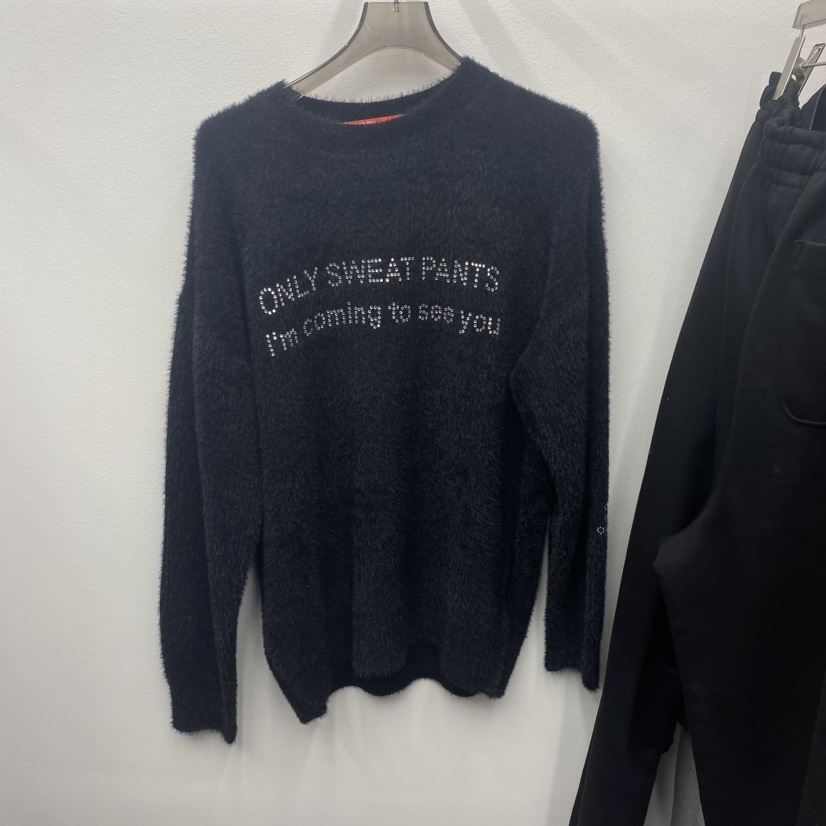 ONLY SWEAT PANTS
i'm coming to see you